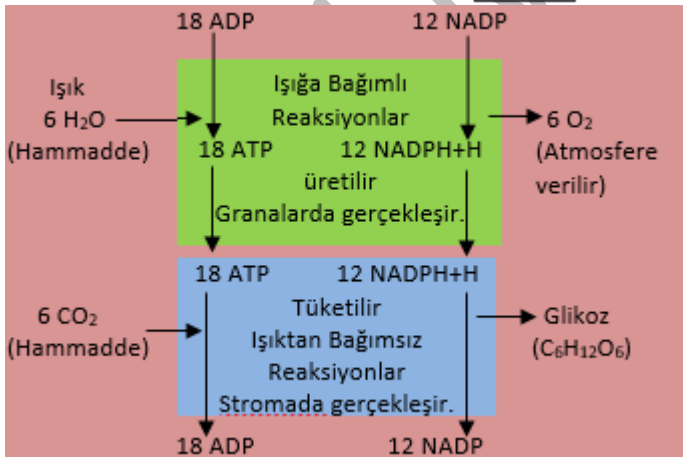 18 ADP 12 NADP
Işık
6 H₂O
(Hammadde)
Işığa Bağımlı
Reaksiyonlar
18 ATP 12 NADPH+H
üretilir
Granalarda gerçekleşir.
6 O₂
(Atmosfere
verilir)
18 ATP 12 NADPH+H
Tüketilir
Işıktan Bağımsız
Reaksiyonlar
Stromada gerçekleşir.
6 CO₂
(Hammadde)
Glikoz
(C₆H₁₂O₆)
18 ADP 12 NADP